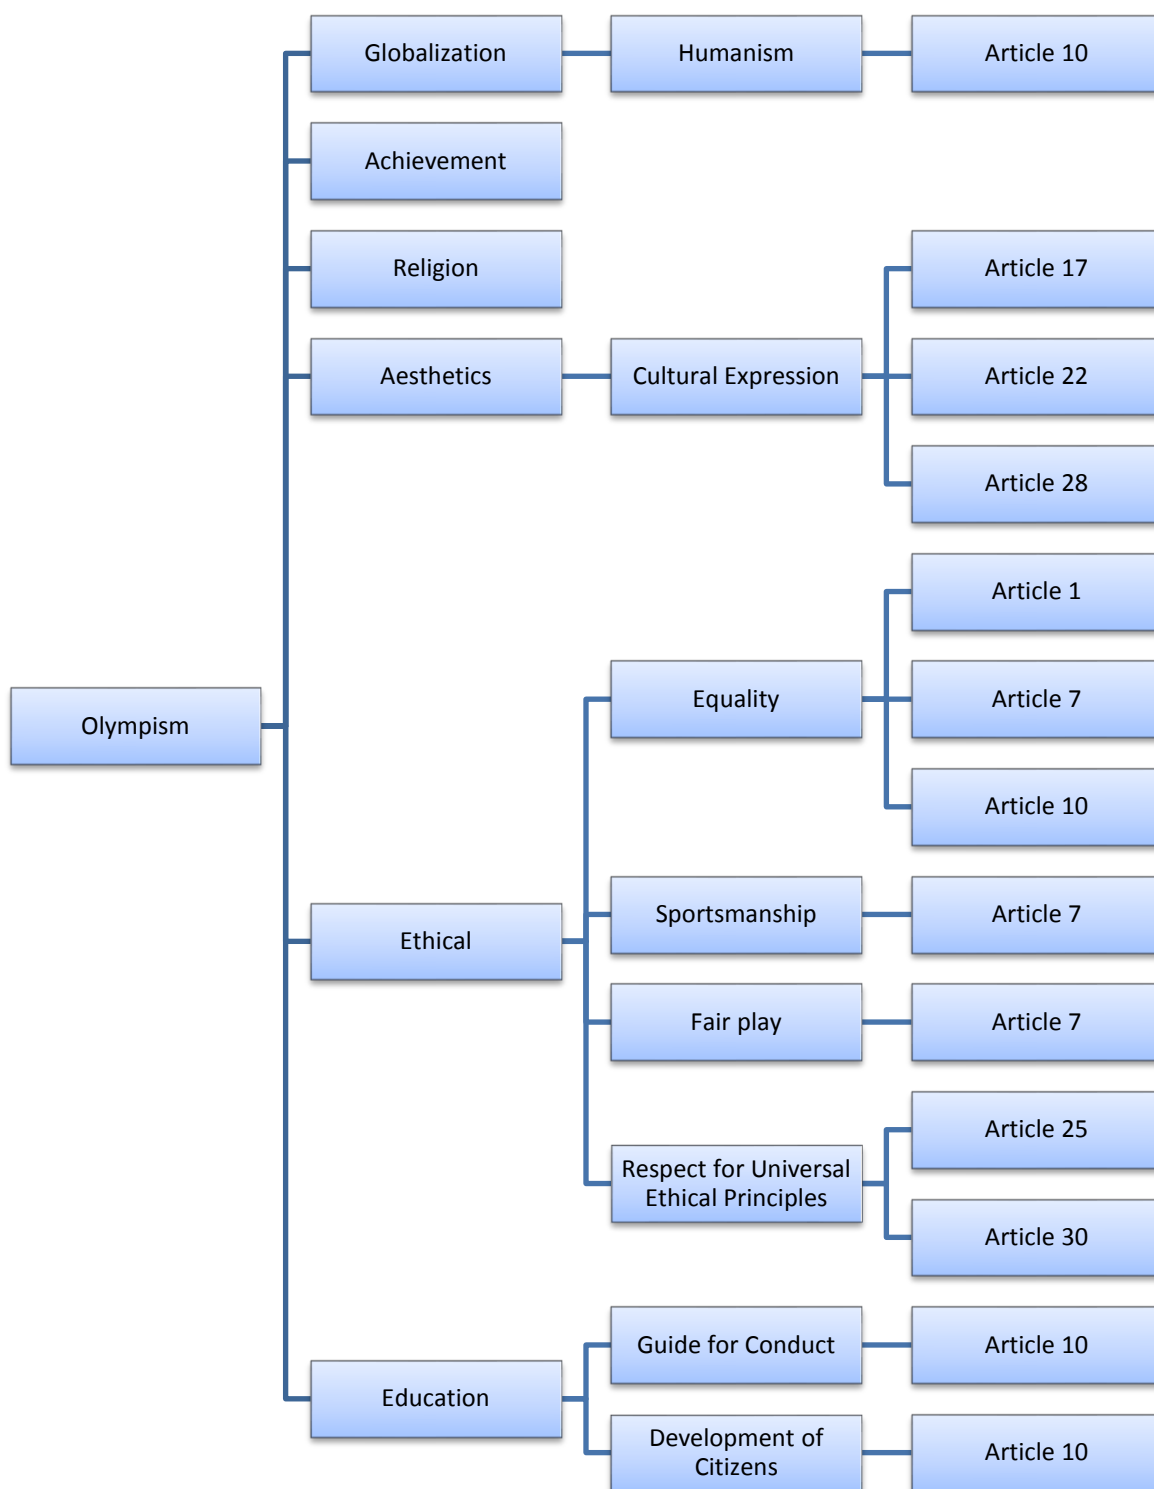 Globalization
Humanism
Article 10
Achievement
Religion
Article 17
Aesthetics
Cultural Expression
Article 22
Article 28
Article 1
Olympism
Equality
Article 7
Article 10
Ethical
Sportsmanship
Article 7
Fair play
Article 7
Respect for Universal
Ethical Principles
Article 25
Article 30
Education
Guide for Conduct
Article 10
Development of
Citizens
Article 10